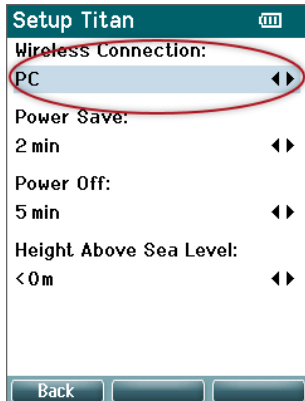 Setup Titan
Wireless Connection:
PC
Power Save:
2 min
Power Off:
5 min
Height Above Sea Level:
<0m
Back